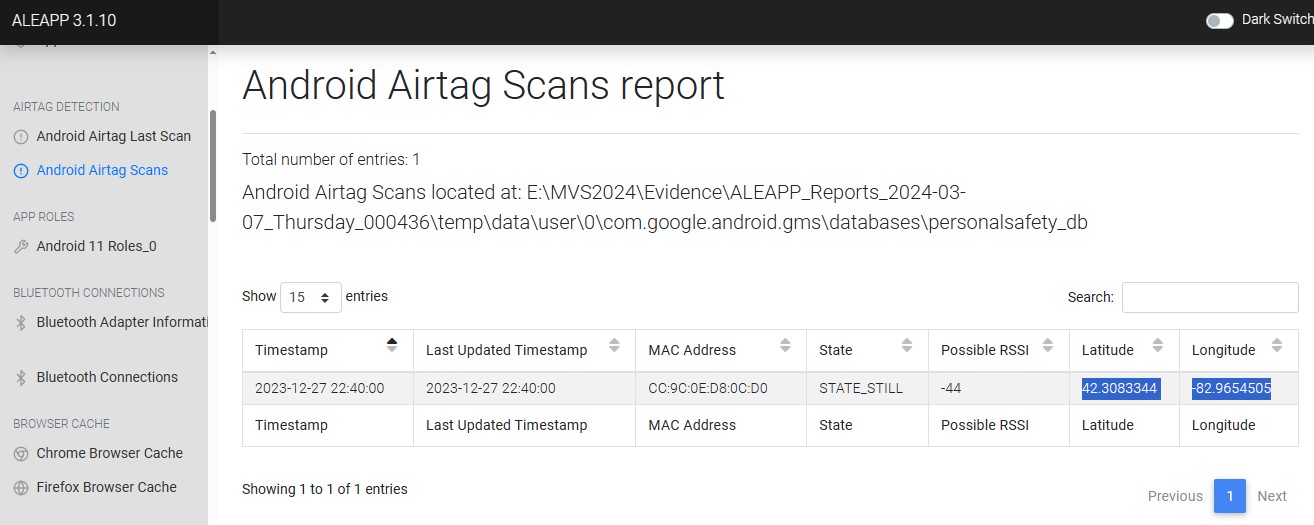 ALEAPP 3.1.10
Dark Switch
AIRTAG DETECTION
Android Airtag Last Scan
Android Airtag Scans
APP ROLES
Android 11 Roles_0
BLUETOOTH CONNECTIONS
Bluetooth Adapter Informati
Bluetooth Connections
BROWSER CACHE
Chrome Browser Cache
Firefox Browser Cache
Android Airtag Scans report
Total number of entries: 1
Android Airtag Scans located at: E:\MVS2024\Evidence\ALEAPP_Reports_2024-03-
07_Thursday_000436\temp\data\user\0\com.google.android.gms\databases\personalsafety_db
Show 15 entries
Search:
Timestamp Last Updated Timestamp MAC Address State Possible RSSI Latitude Longitude
2023-12-27 22:40:00 2023-12-27 22:40:00 CC:9C:0E:D8:0C:D0 STATE_STILL -44 42.3083344 -82.9654505
Timestamp Last Updated Timestamp MAC Address State Possible RSSI Latitude Longitude
Showing 1 to 1 of 1 entries
Previous 1 Next